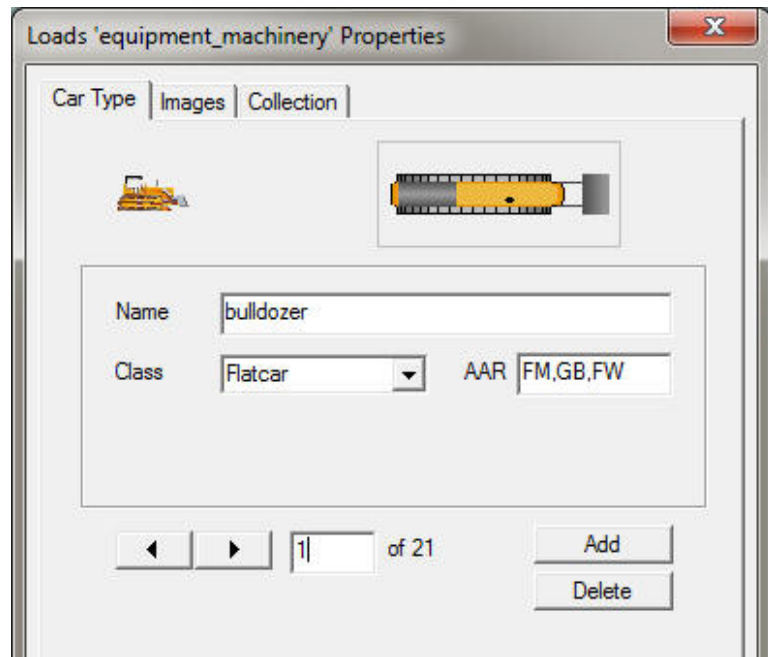 Loads 'equipment_machinery' Properties
Car Type Images Collection
Name bulldozer
Class Flatcar AAR FM,GB,FW
1 of 21 Add
Delete